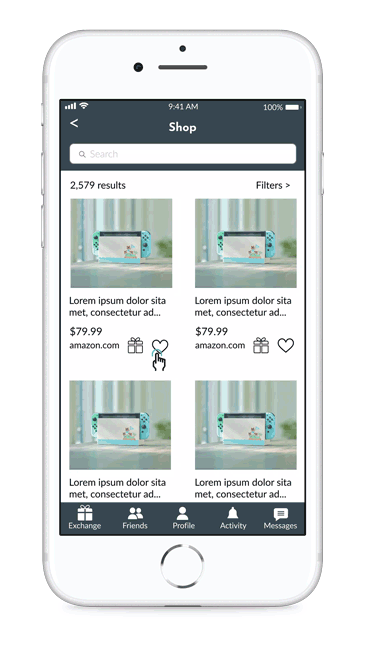 9:41 AM
100%
<
Shop
Search
2,579 results
Filters >
Lorem ipsum dolor sita
met, consectetur ad...
$79.99
amazon.com
Lorem ipsum dolor sita
met, consectetur ad...
$79.99
amazon.com
Lorem ipsum dolor sita
met, consectetur ad...
Lorem ipsum dolor sita
met, consectetur ad...
Exchange
Friends
Profile
Activity
Messages